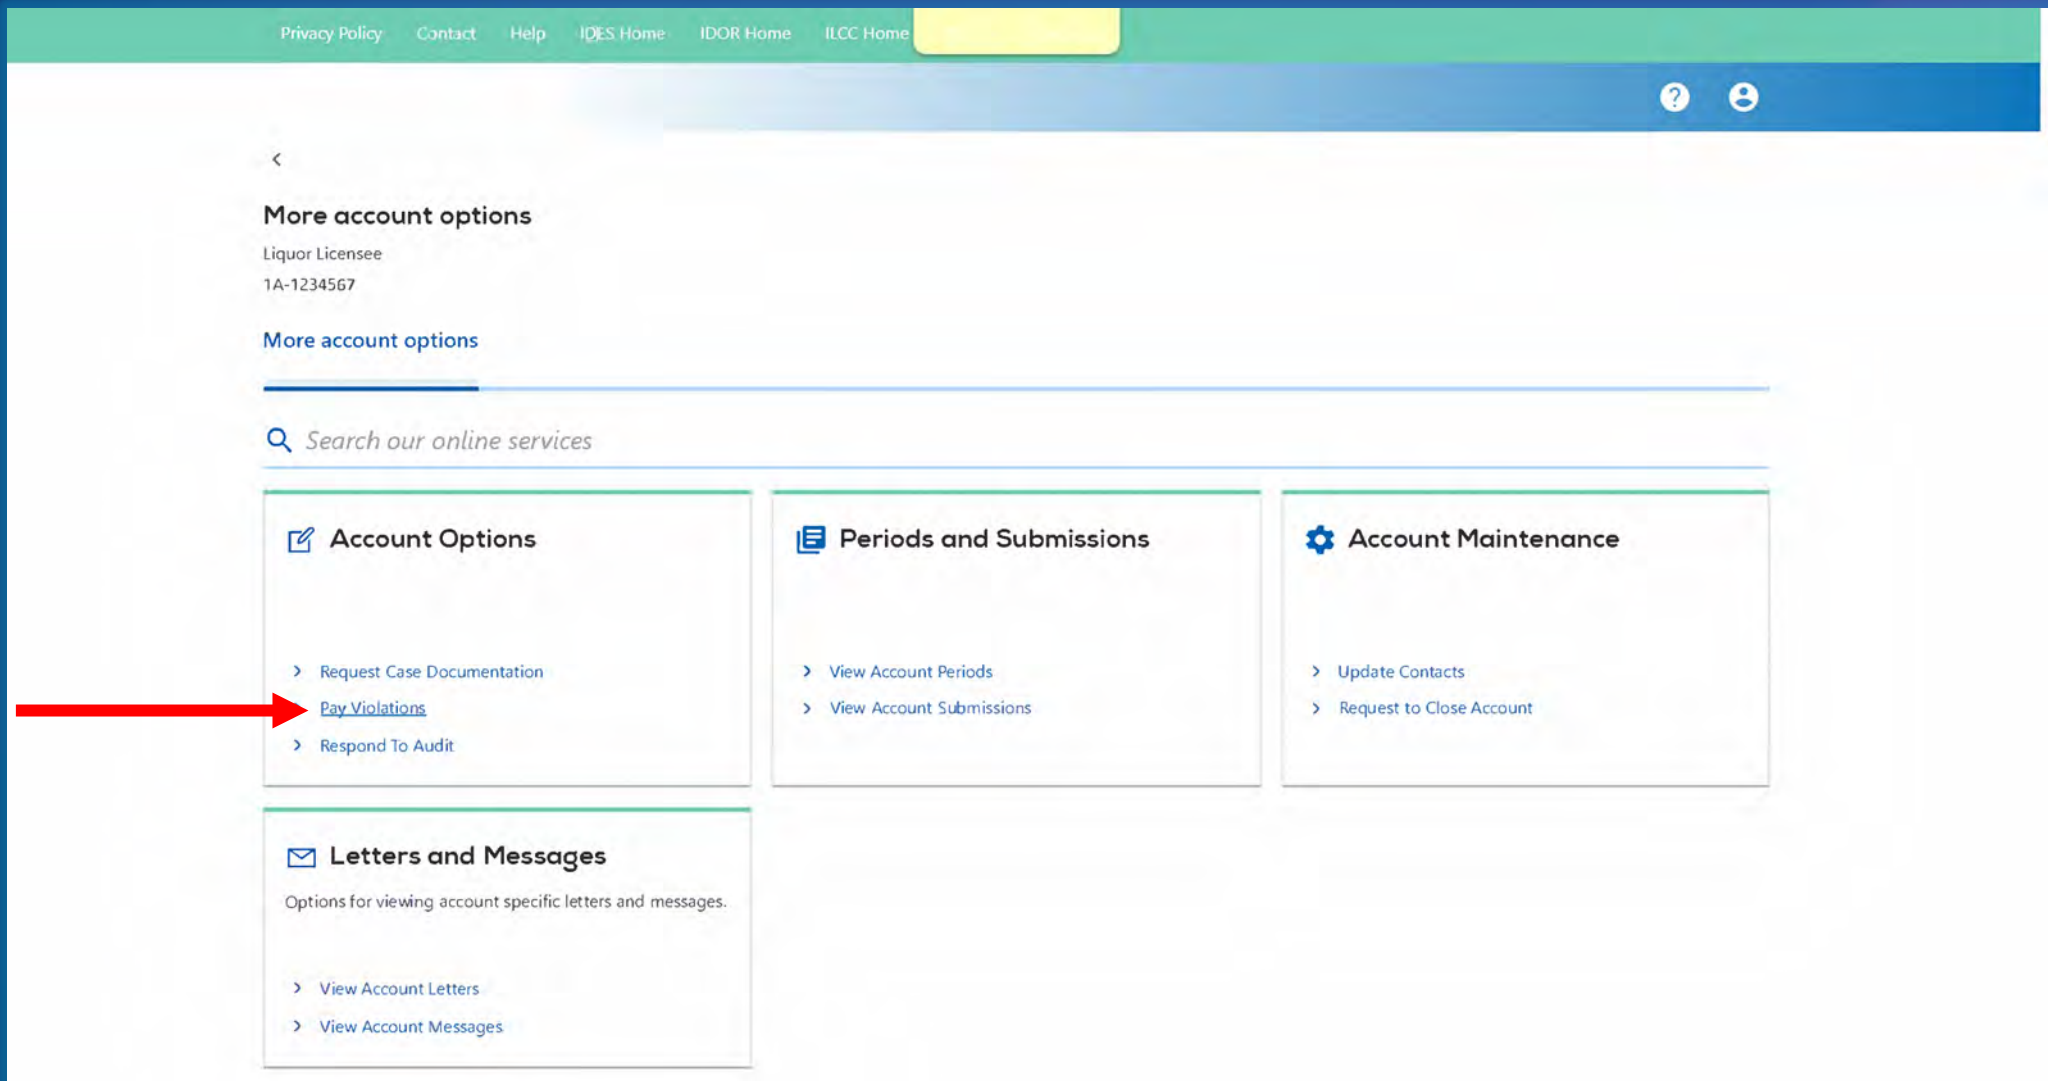 Privacy Policy Contact Help IDES Home IDOR Home ILCC Home
More account options
Liquor Licensee
1A-1234567
More account options
Search our online services
Account Options
Request Case Documentation
Pay Violations
Respond To Audit
Periods and Submissions
View Account Periods
View Account Submissions
Account Maintenance
Update Contacts
Request to Close Account
Letters and Messages
Options for viewing account specific letters and messages.
View Account Letters
View Account Messages